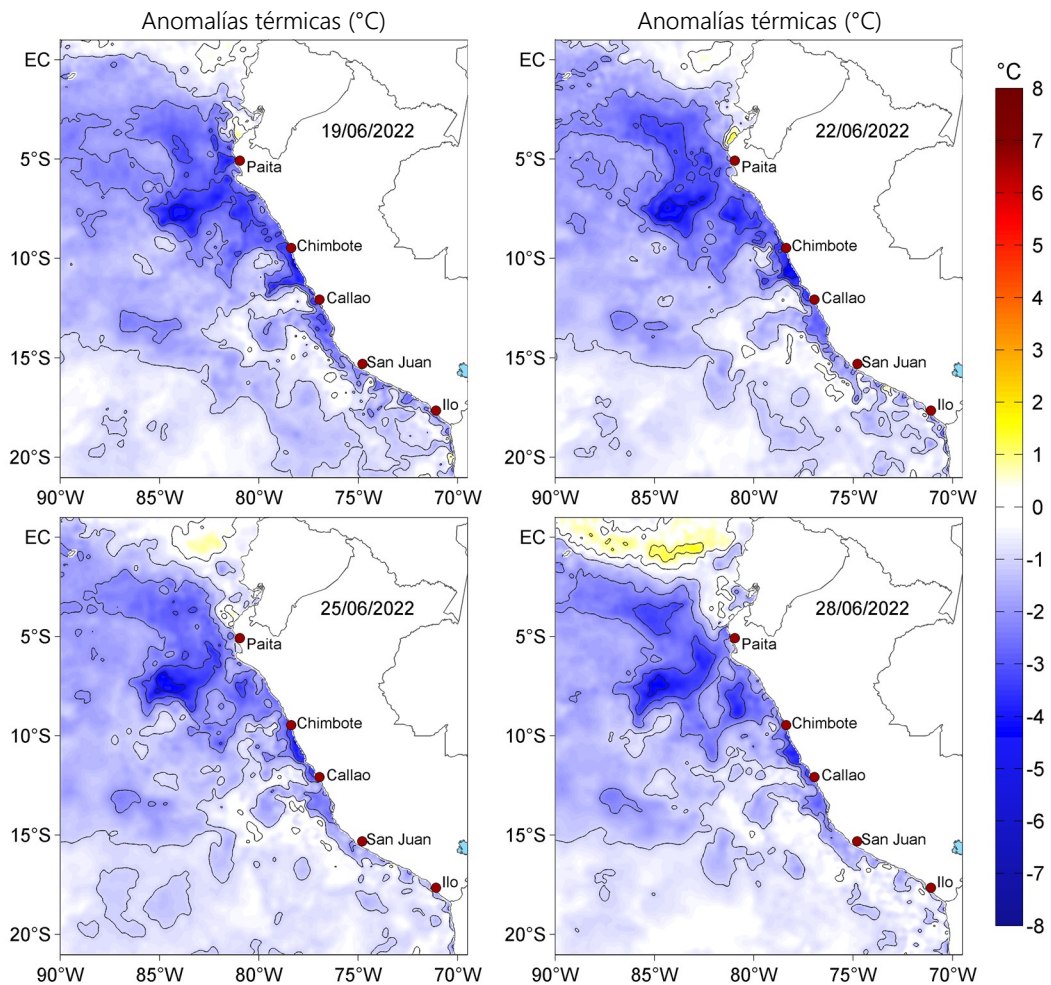 Anomalías térmicas (°C)
Anomalías térmicas (°C)
EC
5°S
10°S
15°S
20°S
19/06/2022
Paita
Chimbote
Callao
San Juan
Ilo
90°W
85°W
80°W
75°W
70°W
EC
5°S
10°S
15°S
20°S
22/06/2022
Paita
Chimbote
Callao
San Juan
Ilo
90°W
85°W
80°W
75°W
70°W
EC
5°S
10°S
15°S
20°S
25/06/2022
Paita
Chimbote
Callao
San Juan
Ilo
90°W
85°W
80°W
75°W
70°W
EC
5°S
10°S
15°S
20°S
28/06/2022
Paita
Chimbote
Callao
San Juan
Ilo
90°W
85°W
80°W
75°W
70°W
°C
8
7
6
5
4
3
2
1
0
-1
-2
-3
-4
-5
-6
-7
-8